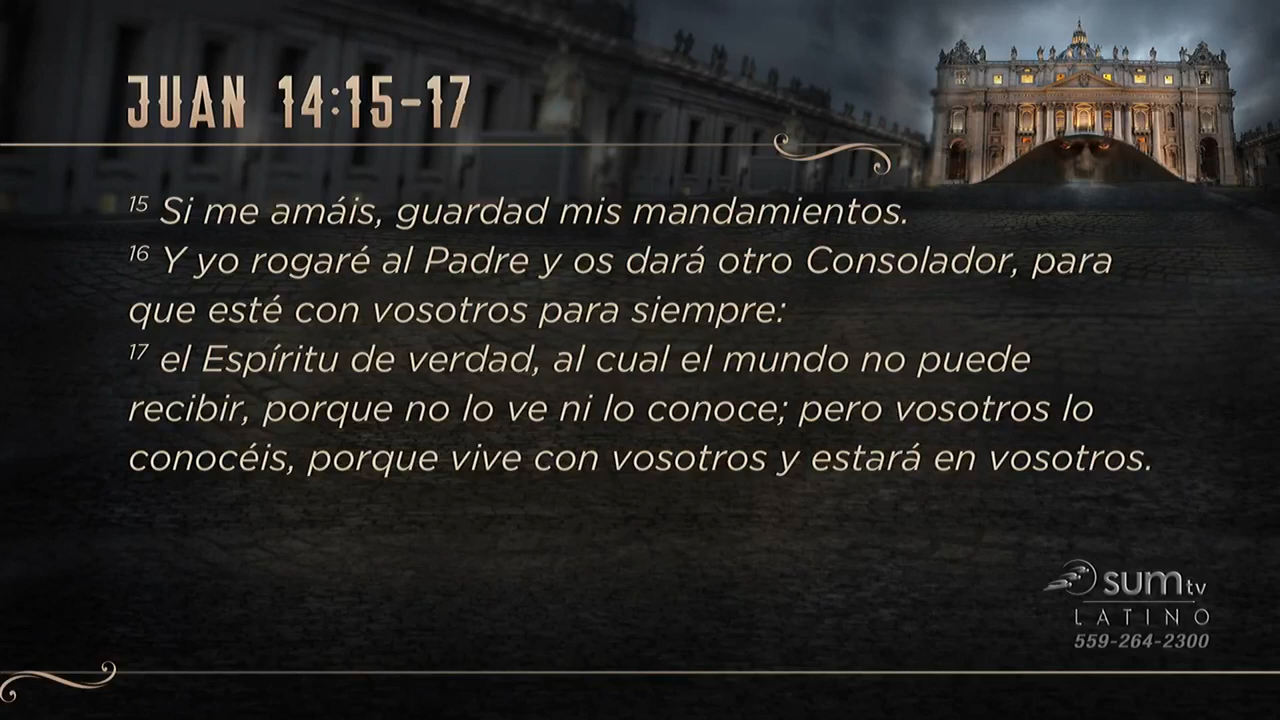 JUAN 14:15-17
15 Si me amáis, guardad mis mandamientos.
16 Y yo rogaré al Padre y os dará otro Consolador, para
que esté con vosotros para siempre:
17 el Espíritu de verdad, al cual el mundo no puede
recibir, porque no lo ve ni lo conoce; pero vosotros lo
conocéis, porque vive con vosotros y estará en vosotros.
sumtv
LATINO
559-264-2300